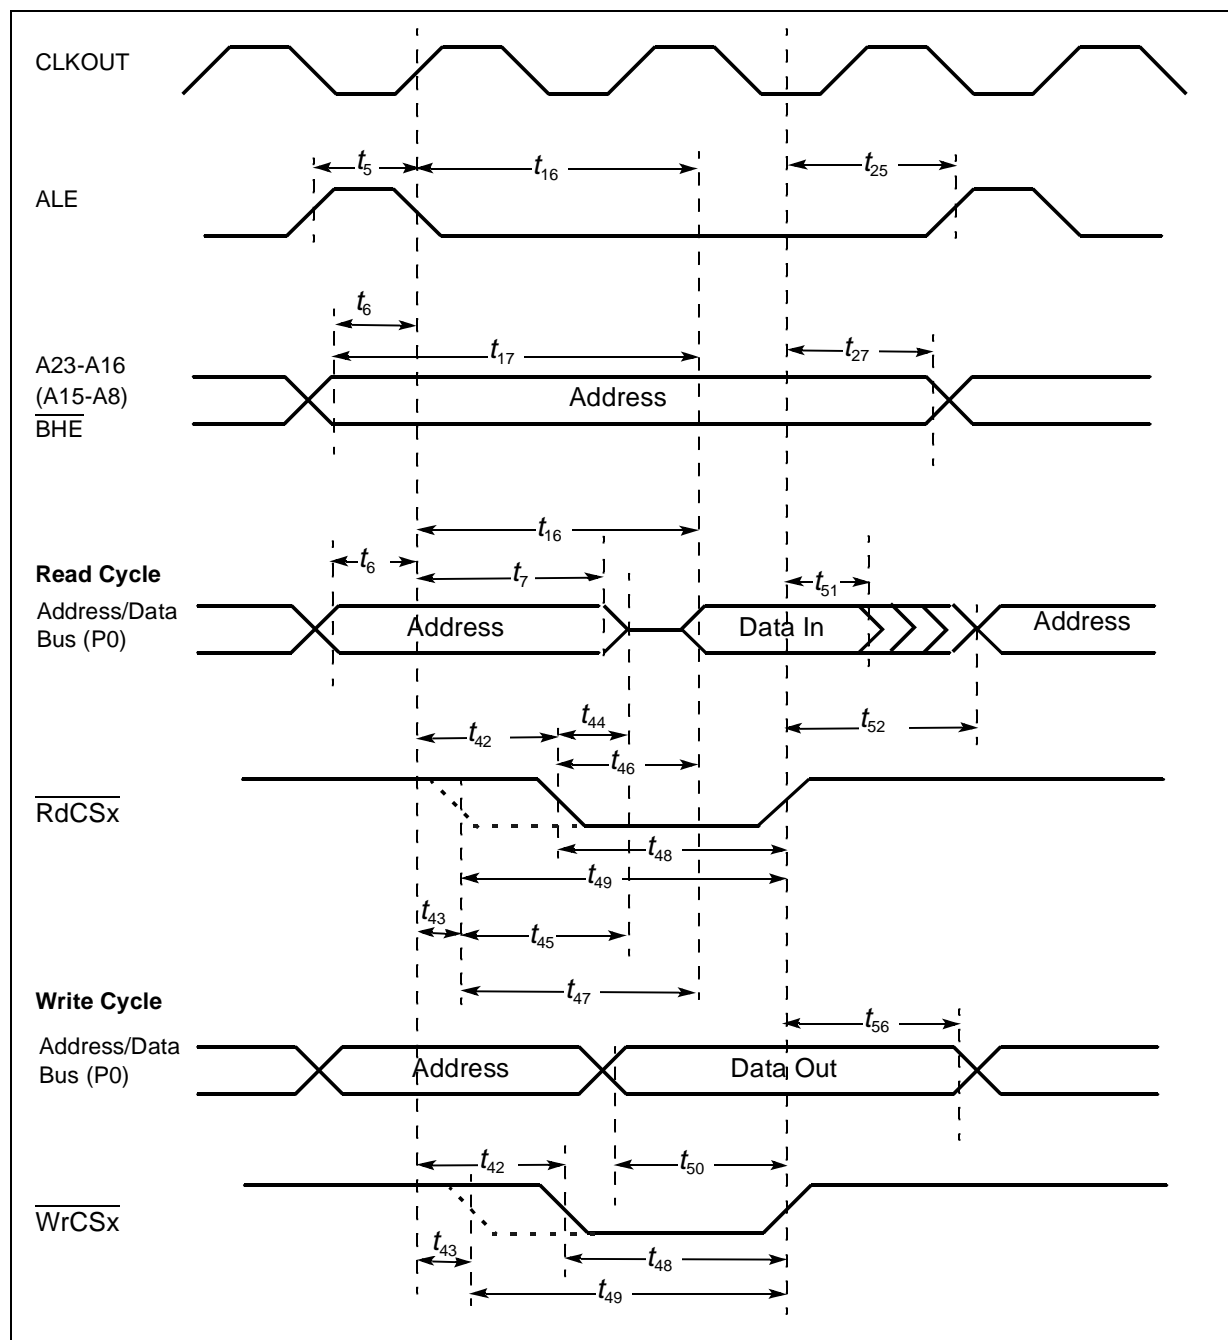 CLKOUT
t5
t16
t25
ALE
t6
t17
t27
A23-A16
(A15-A8)
BHE
Address
t16
Read Cycle
t6
t7
t51
Address/Data
Bus (P0)
Address
Data In
Address
t42
t44
t52
t46
RdCSx
t48
t49
t43
t45
t47
Write Cycle
t56
Address/Data
Bus (P0)
Address
Data Out
t42
t50
WrCSx
t43
t48
t49